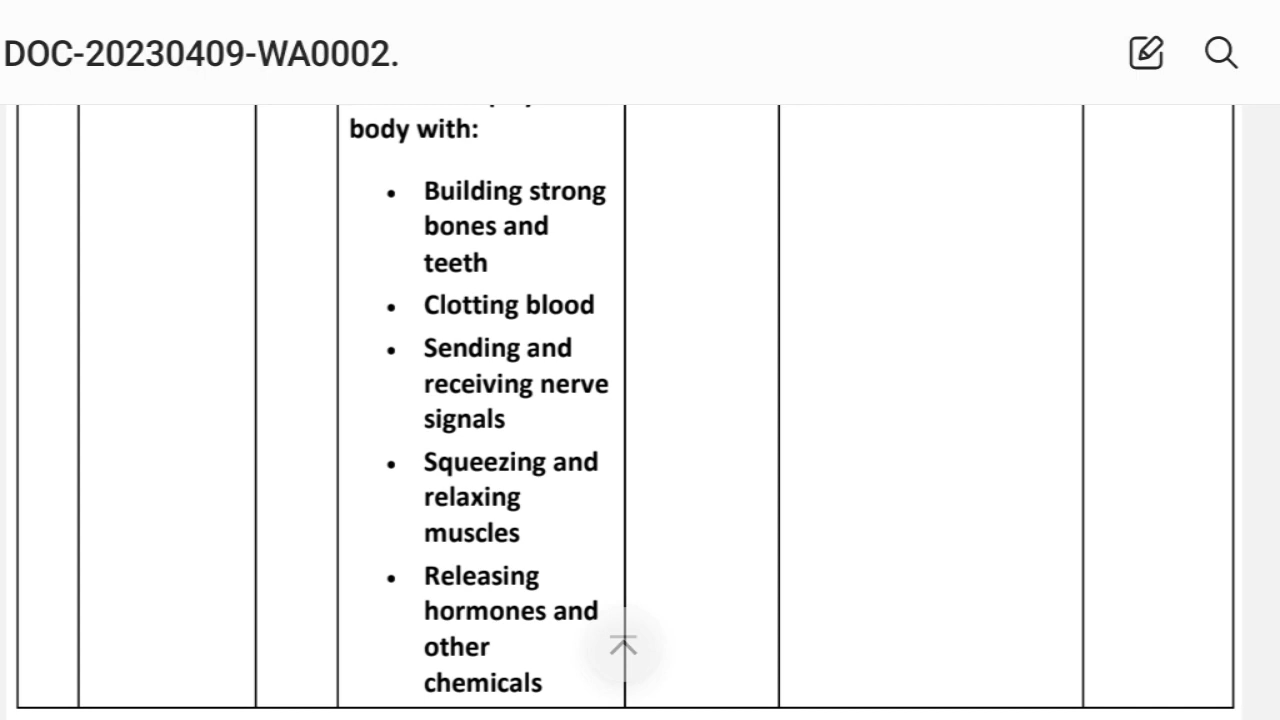 DOC-20230409-WA0002.
body with:
• Building strong
bones and
teeth
• Clotting blood
• Sending and
receiving nerve
signals
• Squeezing and
relaxing
muscles
• Releasing
hormones and
other
chemicals